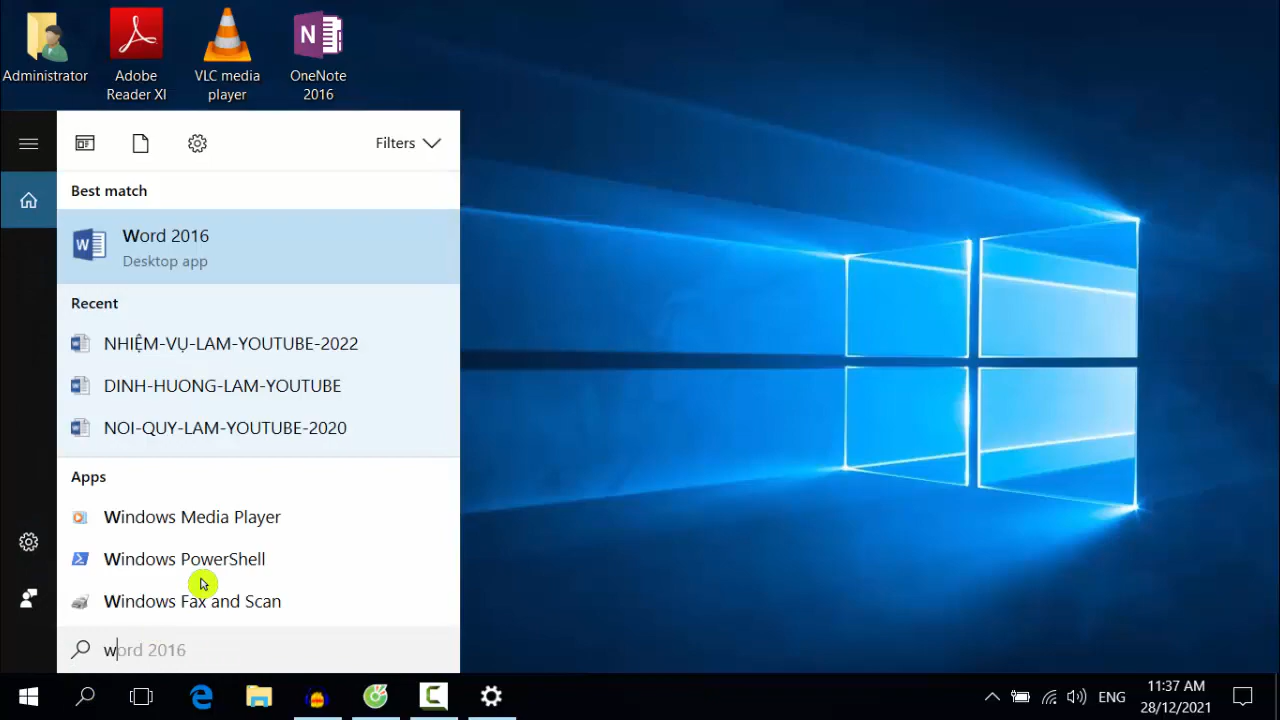 Administrator
Adobe
Reader XI
VLC media
player
OneNote
2016
Filters
Best match
Word 2016
Desktop app
Recent
NHIỆM-VỤ-LAM-YOUTUBE-2022
DINH-HUONG-LAM-YOUTUBE
NOI-QUY-LAM-YOUTUBE-2020
Apps
Windows Media Player
Windows PowerShell
Windows Fax and Scan
word 2016
ENG
11:37 AM
28/12/2021